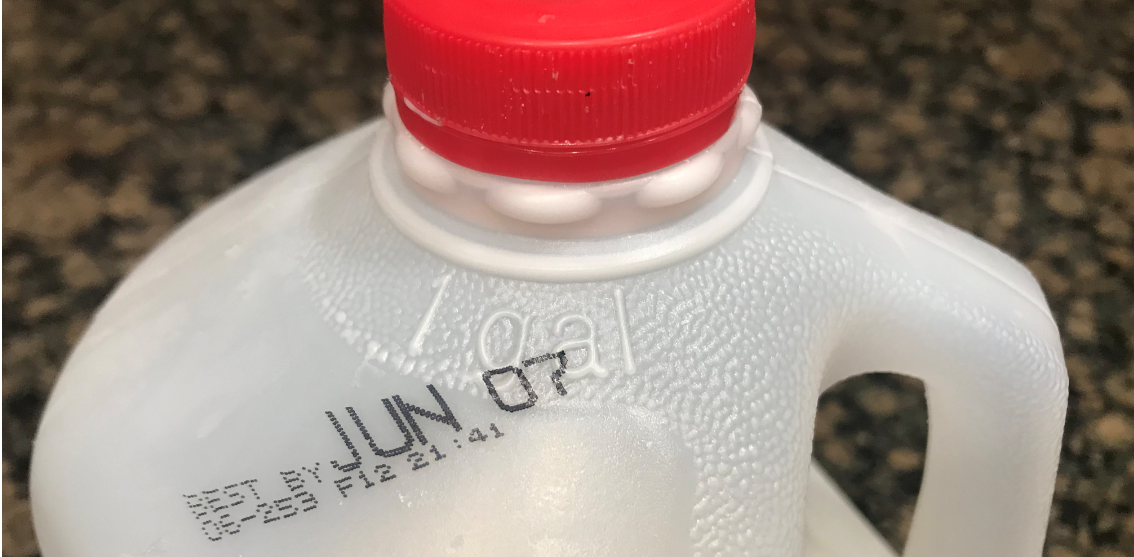 1 gal
BEST BY JUN 07
06-253 F12 21:41